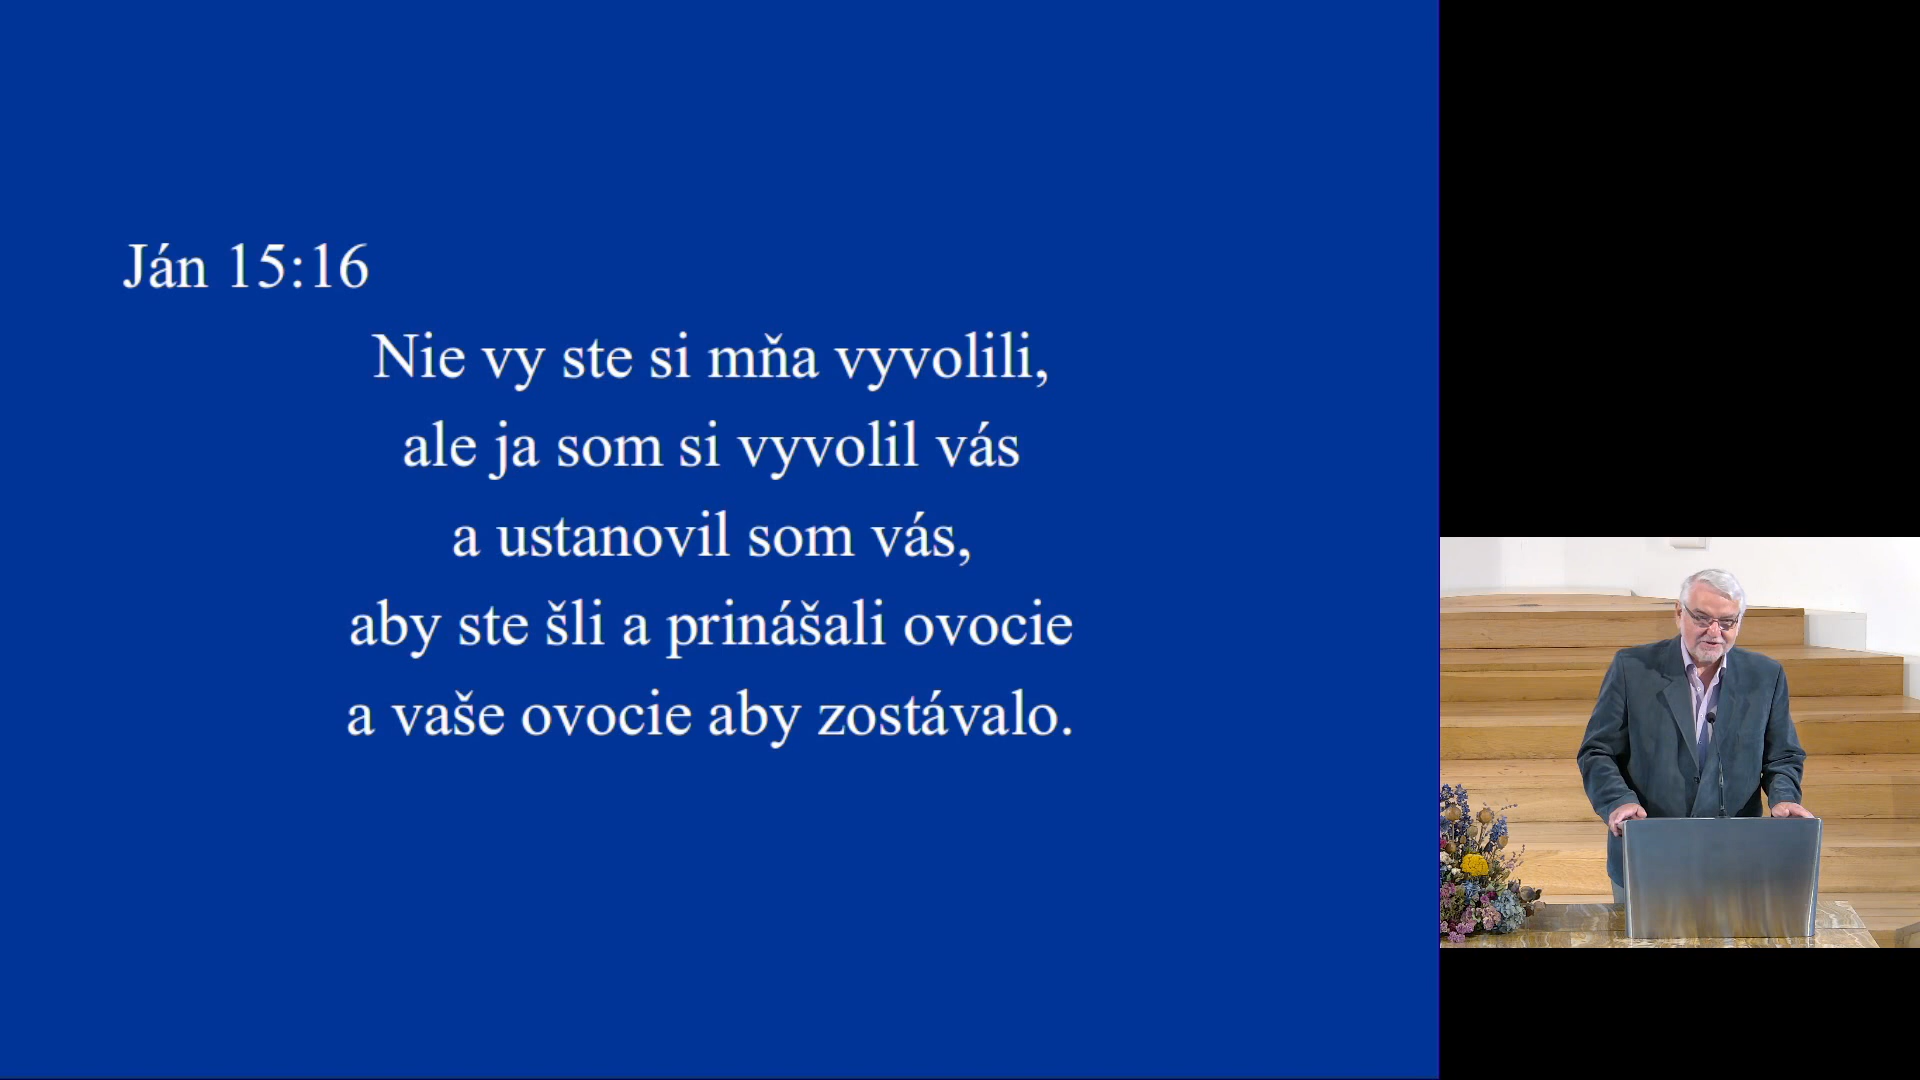 Ján 15:16
Nie vy ste si mňa vyvolili,
ale ja som si vyvolil vás
a ustanovil som vás,
aby ste šli a prinášali ovocie
a vaše ovocie aby zostávalo.